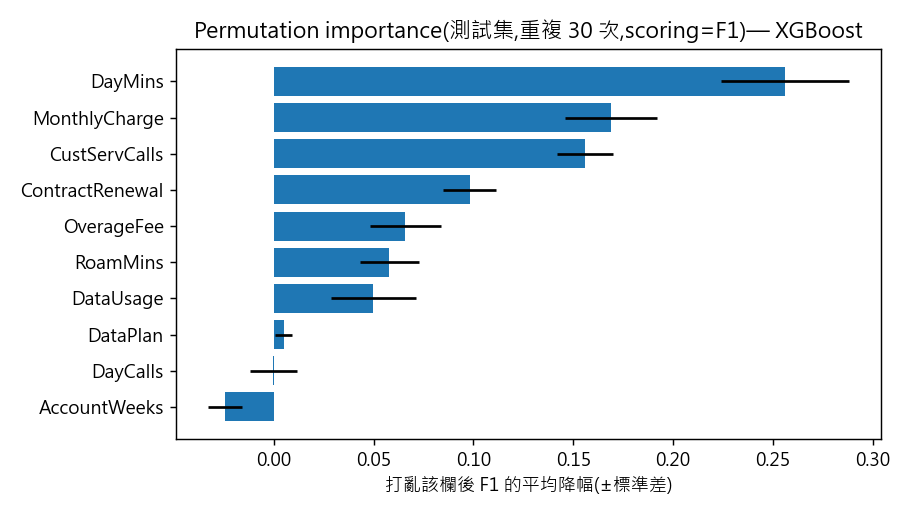 Permutation importance(測試集,重複 30 次,scoring=F1)— XGBoost
DayMins
MonthlyCharge
CustServCalls
ContractRenewal
OverageFee
RoamMins
DataUsage
DataPlan
DayCalls
AccountWeeks
0.00 0.05 0.10 0.15 0.20 0.25 0.30
打亂該欄後 F1 的平均降幅(±標準差)